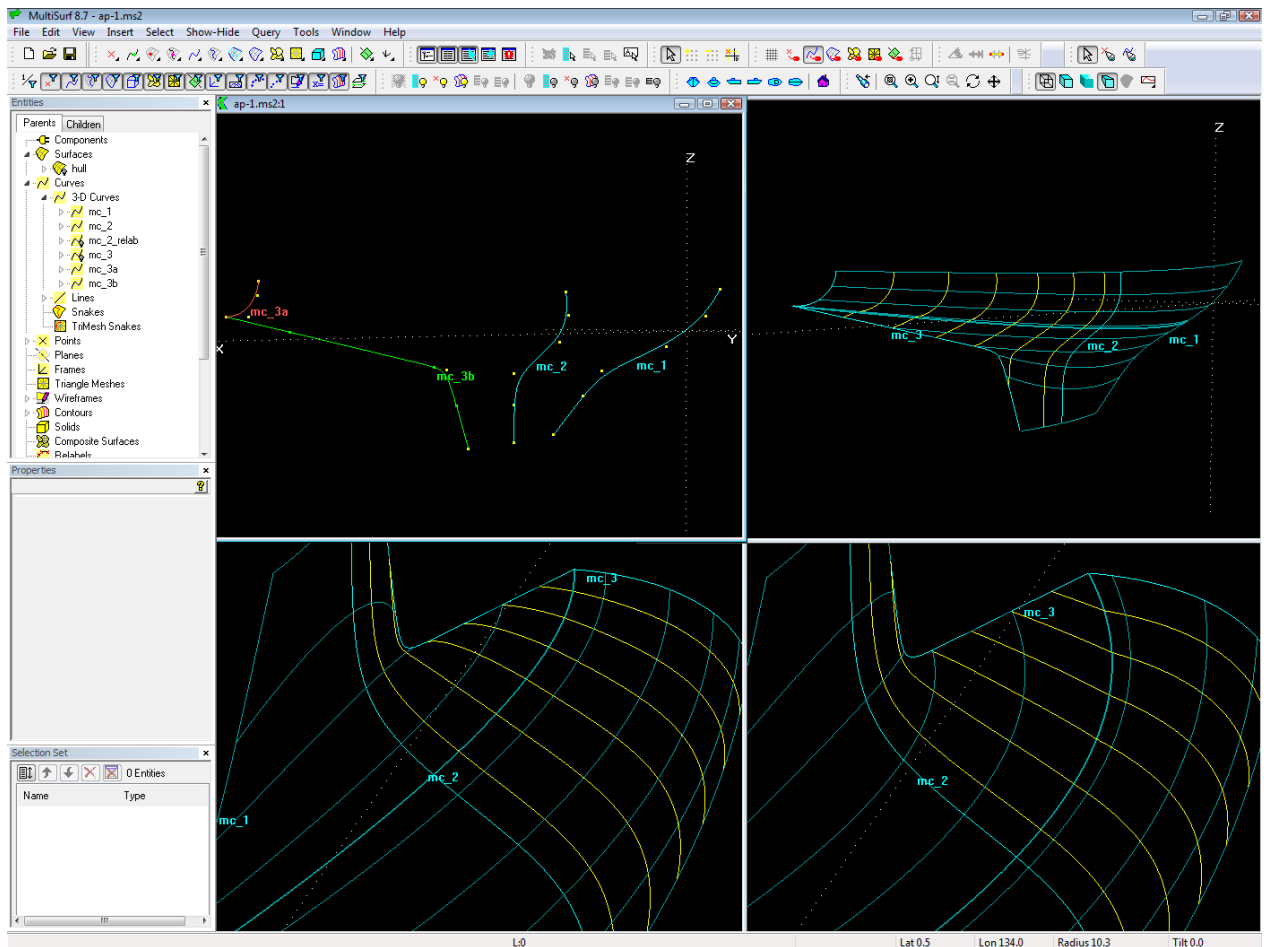 MultiSurf 8.7 - ap-1.ms2
File Edit View Insert Select Show-Hide Query Tools Window Help
Entities
Parents Children
Components
Surfaces
hull
Curves
3-D Curves
mc_1
mc_2
mc_2_relab
mc_3
mc_3a
mc_3b
Lines
Snakes
TriMesh Snakes
Points
Planes
Frames
Triangle Meshes
Wireframes
Contours
Solids
Composite Surfaces
Relabels
Properties
Selection Set
0 Entities
Name Type
ap-1.ms2:1
Z
mc_3a
X
Y
mc_3b
mc_2
mc_1
Z
mc_3
mc_2
mc_1
mc_3
mc_2
mc_1
mc_3
mc_2
L:0 Lat 0.5 Lon 134.0 Radius 10.3 Tilt 0.0